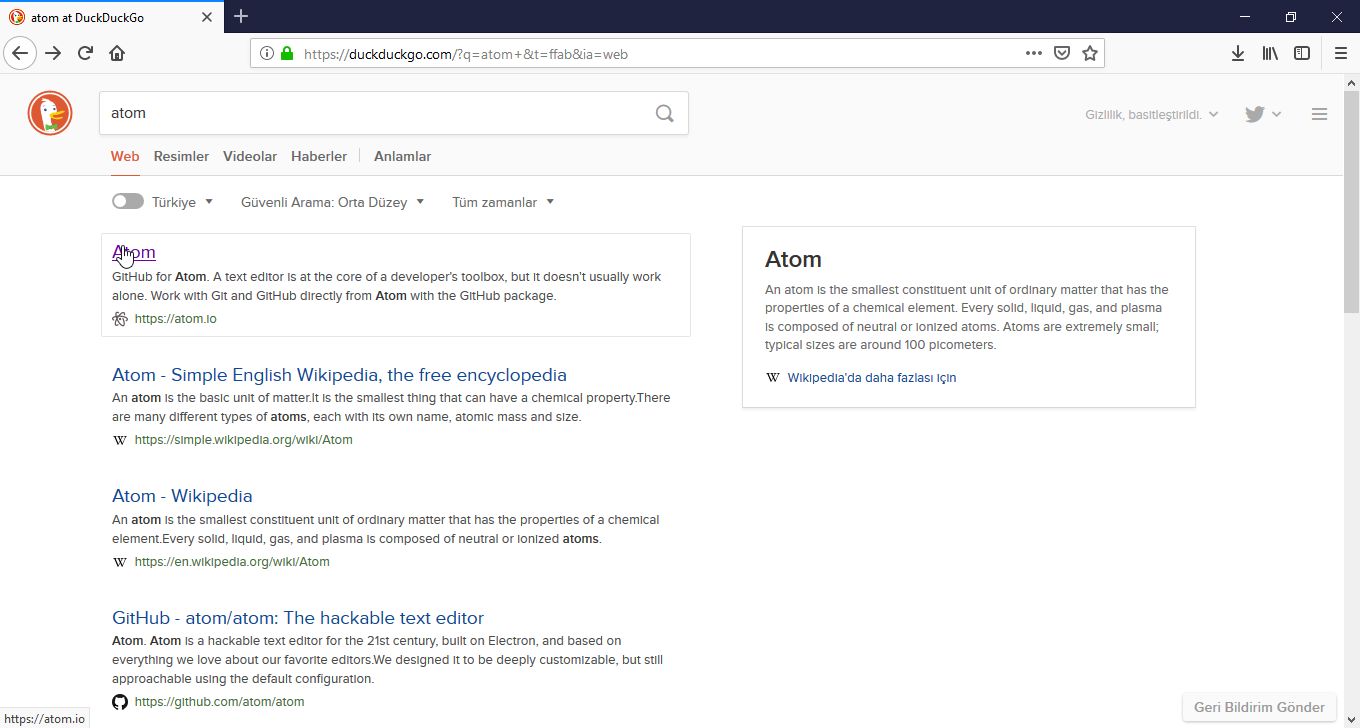 atom at DuckDuckGo
https://duckduckgo.com/?q=atom+&t=ffab&ia=web
atom
Gizlilik, basitleştirildi.
Web Resimler Videolar Haberler Anlamlar
Türkiye Güvenli Arama: Orta Düzey Tüm zamanlar
Atom
GitHub for Atom. A text editor is at the core of a developer's toolbox, but it doesn't usually work
alone. Work with Git and GitHub directly from Atom with the GitHub package.
https://atom.io
Atom - Simple English Wikipedia, the free encyclopedia
An atom is the basic unit of matter.It is the smallest thing that can have a chemical property.There
are many different types of atoms, each with its own name, atomic mass and size.
W https://simple.wikipedia.org/wiki/Atom
Atom - Wikipedia
An atom is the smallest constituent unit of ordinary matter that has the properties of a chemical
element.Every solid, liquid, gas, and plasma is composed of neutral or ionized atoms.
W https://en.wikipedia.org/wiki/Atom
GitHub - atom/atom: The hackable text editor
Atom. Atom is a hackable text editor for the 21st century, built on Electron, and based on
everything we love about our favorite editors.We designed it to be deeply customizable, but still
approachable using the default configuration.
https://github.com/atom/atom
Atom
An atom is the smallest constituent unit of ordinary matter that has the
properties of a chemical element. Every solid, liquid, gas, and plasma
is composed of neutral or ionized atoms. Atoms are extremely small;
typical sizes are around 100 picometers.
W Wikipedia'da daha fazlası için
Geri Bildirim Gönder
https://atom.io